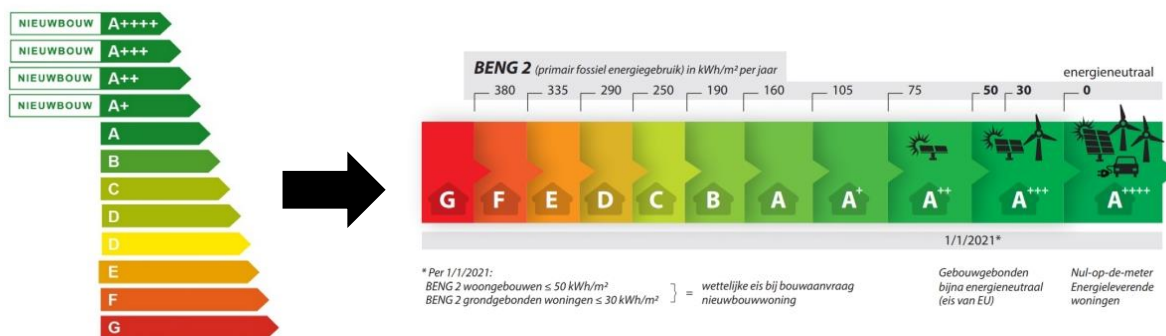 NIEUWBOUW A++++
NIEUWBOUW A+++
NIEUWBOUW A++
NIEUWBOUW A+
A
B
C
D
D
E
F
G
BENG 2 (primair fossiel energiegebruik) in kWh/m² per jaar
energieneutraal
380 335 290 250 190 160 105 75 50 30 0
G F E D C B A A+ A++ A+++ A++++
1/1/2021*
* Per 1/1/2021:
BENG 2 woongebouwen ≤ 50 kWh/m²
BENG 2 grondgebonden woningen ≤ 30 kWh/m²
} = wettelijke eis bij bouwaanvraag
nieuwbouwwoning
Gebouwgebonden
bijna energieneutraal
(eis van EU)
Nul-op-de-meter
Energieleverende
woningen